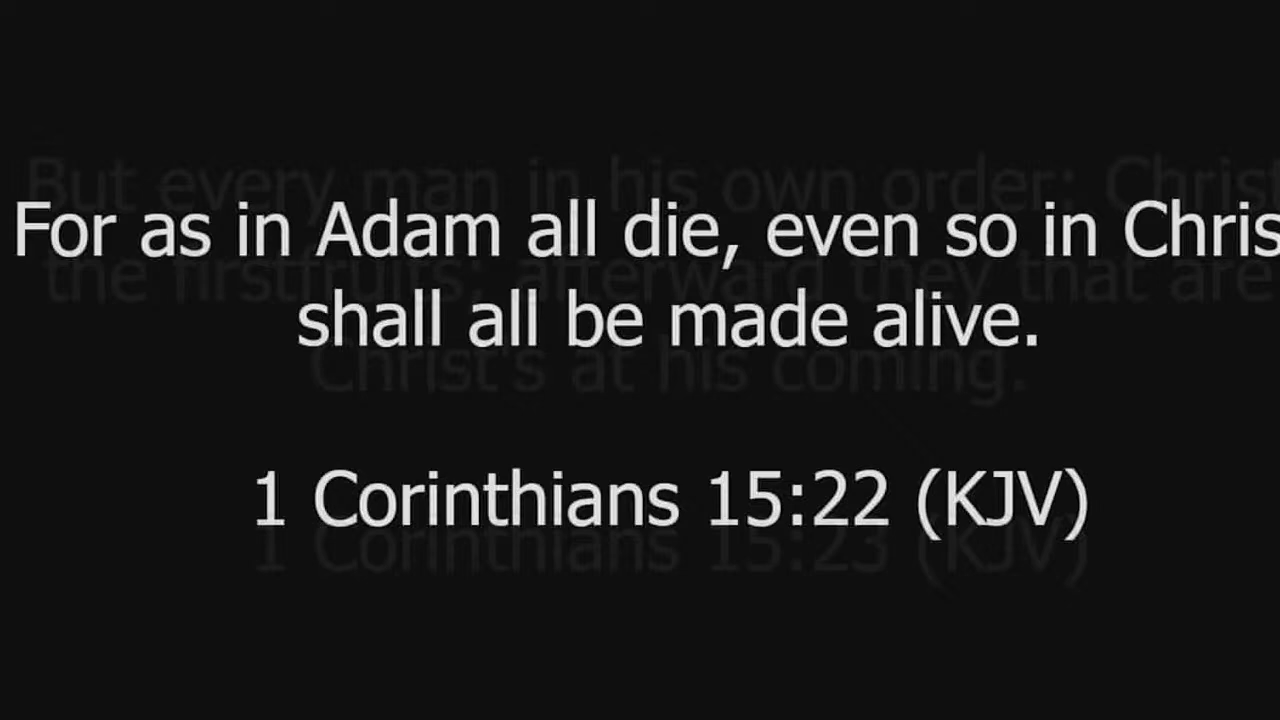 For as in Adam all die, even so in Chris
shall all be made alive.
1 Corinthians 15:22 (KJV)
But every man in his own order: Christ
the firstfruits; afterward they that are
Christ's at his coming.
1 Corinthians 15:23 (KJV)